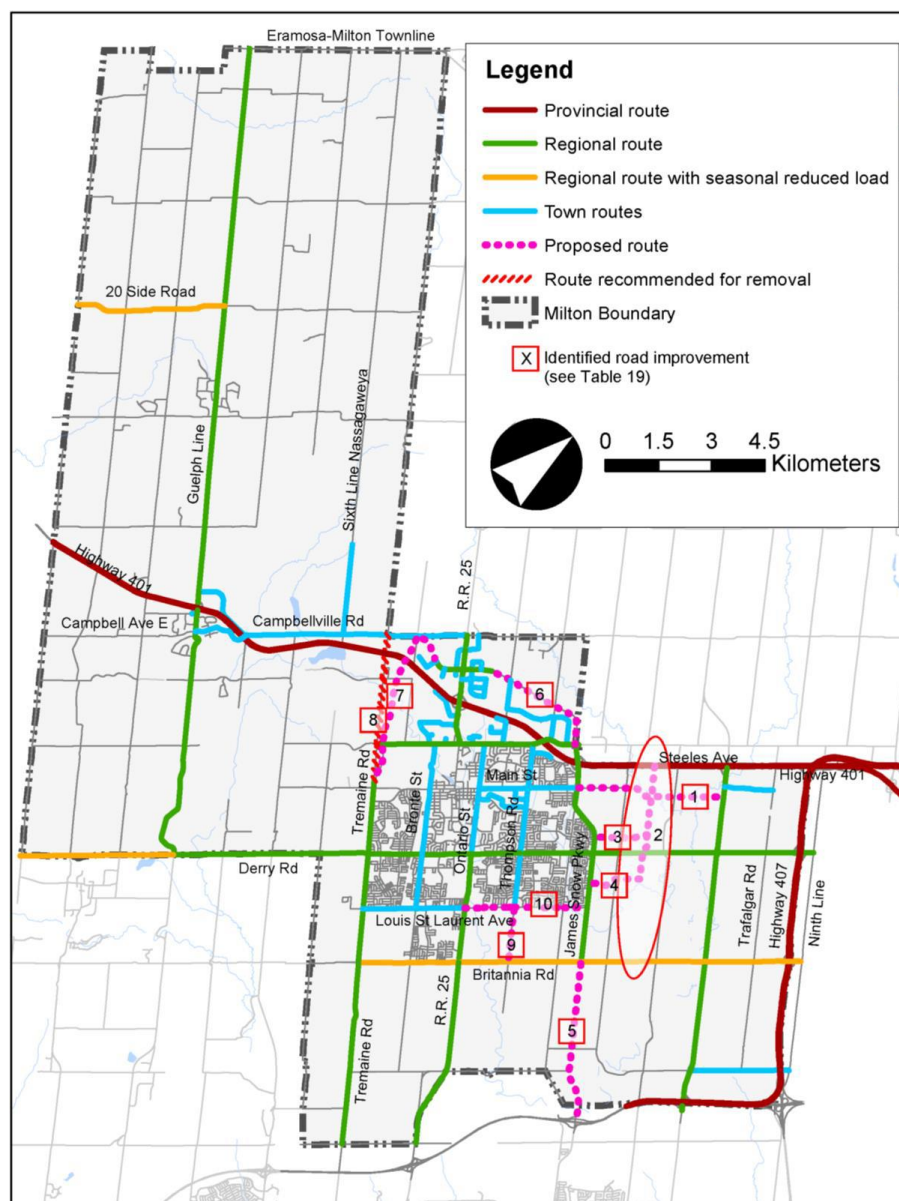 Eramosa-Milton Townline
Legend
Provincial route
Regional route
Regional route with seasonal reduced load
Town routes
Proposed route
Route recommended for removal
Milton Boundary
X Identified road improvement
(see Table 19)
0 1.5 3 4.5
Kilometers
20 Side Road
Guelph Line
Sixth Line Nassagaweya
Highway 401
R.R. 25
Campbell Ave E
Campbellville Rd
7
6
8
Steeles Ave
Highway 401
Tremaine Rd
Bronte St
Main St
1
Ontario St
Thompson Rd
3
2
Derry Rd
James Snow Pkwy
4
Trafalgar Rd
Highway 407
Ninth Line
10
Louis St Laurent Ave
9
Britannia Rd
R.R. 25
5
Tremaine Rd